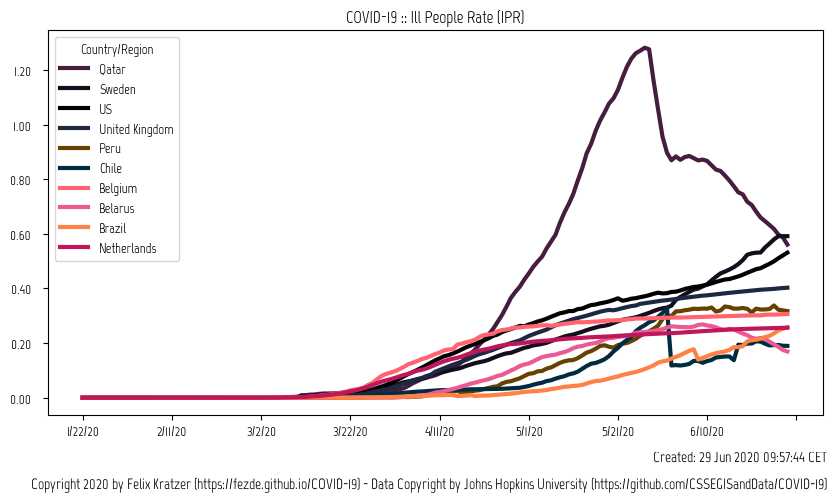 COVID-19 :: Ill People Rate (IPR)
Country/Region
Qatar
Sweden
US
United Kingdom
Peru
Chile
Belgium
Belarus
Brazil
Netherlands
1.20
1.00
0.80
0.60
0.40
0.20
0.00
1/22/20 2/11/20 3/2/20 3/22/20 4/11/20 5/1/20 5/21/20 6/10/20
Created: 29 Jun 2020 09:57:44 CET
Copyright 2020 by Felix Kratzer (https://fezde.github.io/COVID-19) - Data Copyright by Johns Hopkins University (https://github.com/CSSEGISandData/COVID-19)